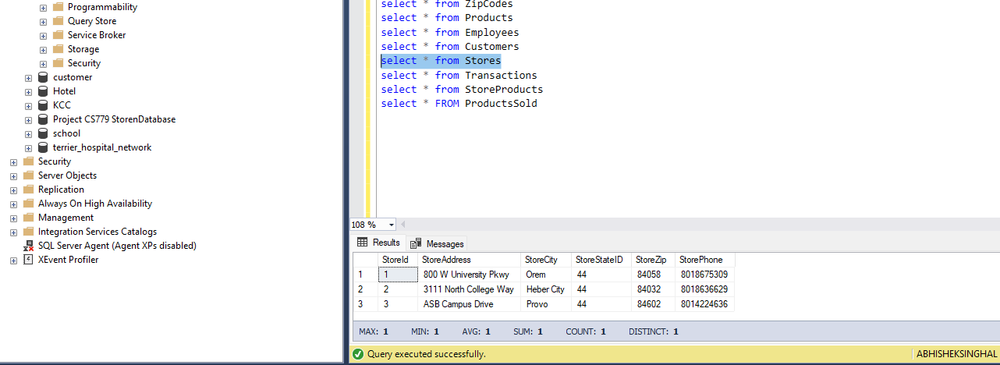 Programmability
Query Store
Service Broker
Storage
Security
customer
Hotel
KCC
Project CS779 StorenDatabase
school
terrier_hospital_network
Security
Server Objects
Replication
Always On High Availability
Management
Integration Services Catalogs
SQL Server Agent (Agent XPs disabled)
XEvent Profiler
select * from ZipCodes
select * from Products
select * from Employees
select * from Customers
select * from Stores
select * from Transactions
select * from StoreProducts
select * FROM ProductsSold
108 %
Results Messages
StoreId StoreAddress StoreCity StoreStateID StoreZip StorePhone
1 1 800 W University Pkwy Orem 44 84058 8018675309
2 2 3111 North College Way Heber City 44 84032 8018636629
3 3 ASB Campus Drive Provo 44 84602 8014224636
MAX: 1 MIN: 1 AVG: 1 SUM: 1 COUNT: 1 DISTINCT: 1
Query executed successfully. ABHISHEKSINGHAL